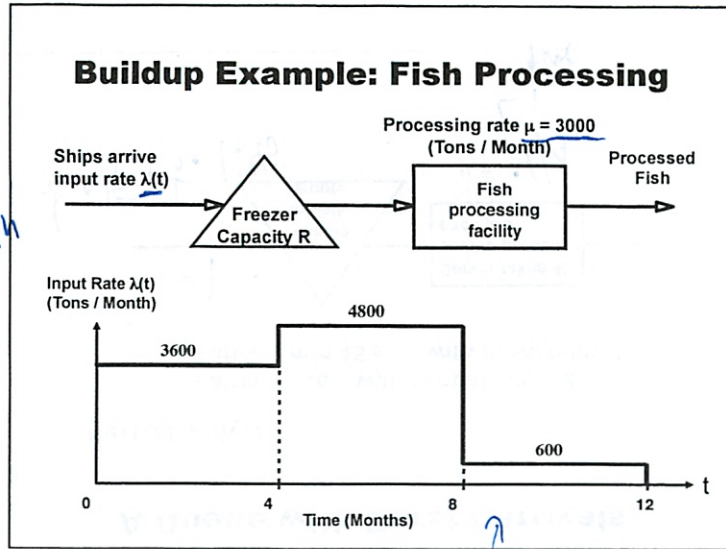 Buildup Example: Fish Processing
Processing rate μ = 3000
(Tons / Month)
Ships arrive
input rate λ(t)
Processed
Fish
Freezer
Capacity R
Fish
processing
facility
Input Rate λ(t)
(Tons / Month)
4800
3600
600
t
0
4
8
12
Time (Months)